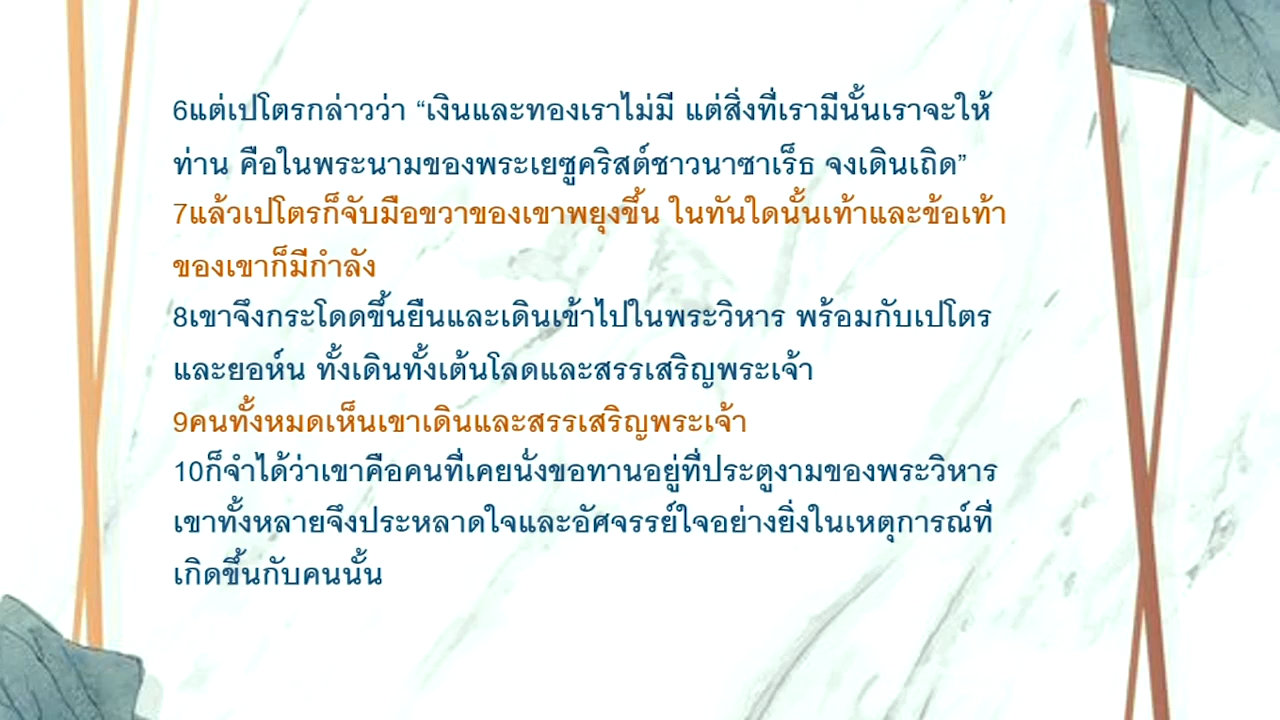 6แต่เปโตรกล่าวว่า “เงินและทองเราไม่มี แต่สิ่งที่เรามีนั้นเราจะให้
ท่าน คือในพระนามของพระเยซูคริสต์ชาวนาซาเร็ธ จงเดินเถิด”
7แล้วเปโตรก็จับมือขวาของเขาพยุงขึ้น ในทันใดนั้นเท้าและข้อเท้า
ของเขาก็มีกำลัง
8เขาจึงกระโดดขึ้นยืนและเดินเข้าไปในพระวิหาร พร้อมกับเปโตร
และยอห์น ทั้งเดินทั้งเต้นโลดและสรรเสริญพระเจ้า
9คนทั้งหมดเห็นเขาเดินและสรรเสริญพระเจ้า
10ก็จำได้ว่าเขาคือคนที่เคยนั่งขอทานอยู่ที่ประตูงามของพระวิหาร
เขาทั้งหลายจึงประหลาดใจและอัศจรรย์ใจอย่างยิ่งในเหตุการณ์ที่
เกิดขึ้นกับคนนั้น